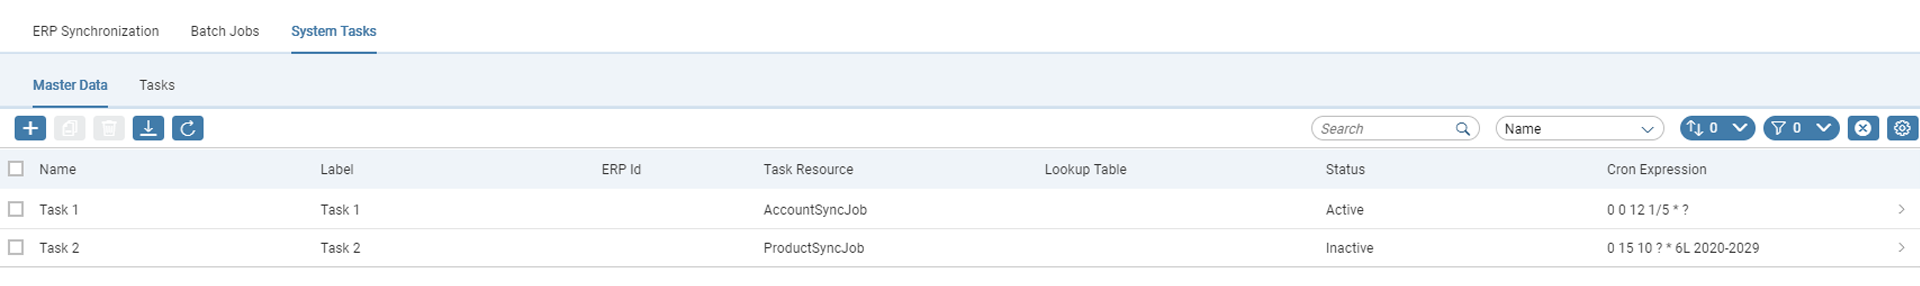 ERP Synchronization Batch Jobs System Tasks
Master Data Tasks
Search Name 0 0
Name Label ERP Id Task Resource Lookup Table Status Cron Expression
Task 1 Task 1 AccountSyncJob Active 0 0 12 1/5 * ?
Task 2 Task 2 ProductSyncJob Inactive 0 15 10 ? * 6L 2020-2029